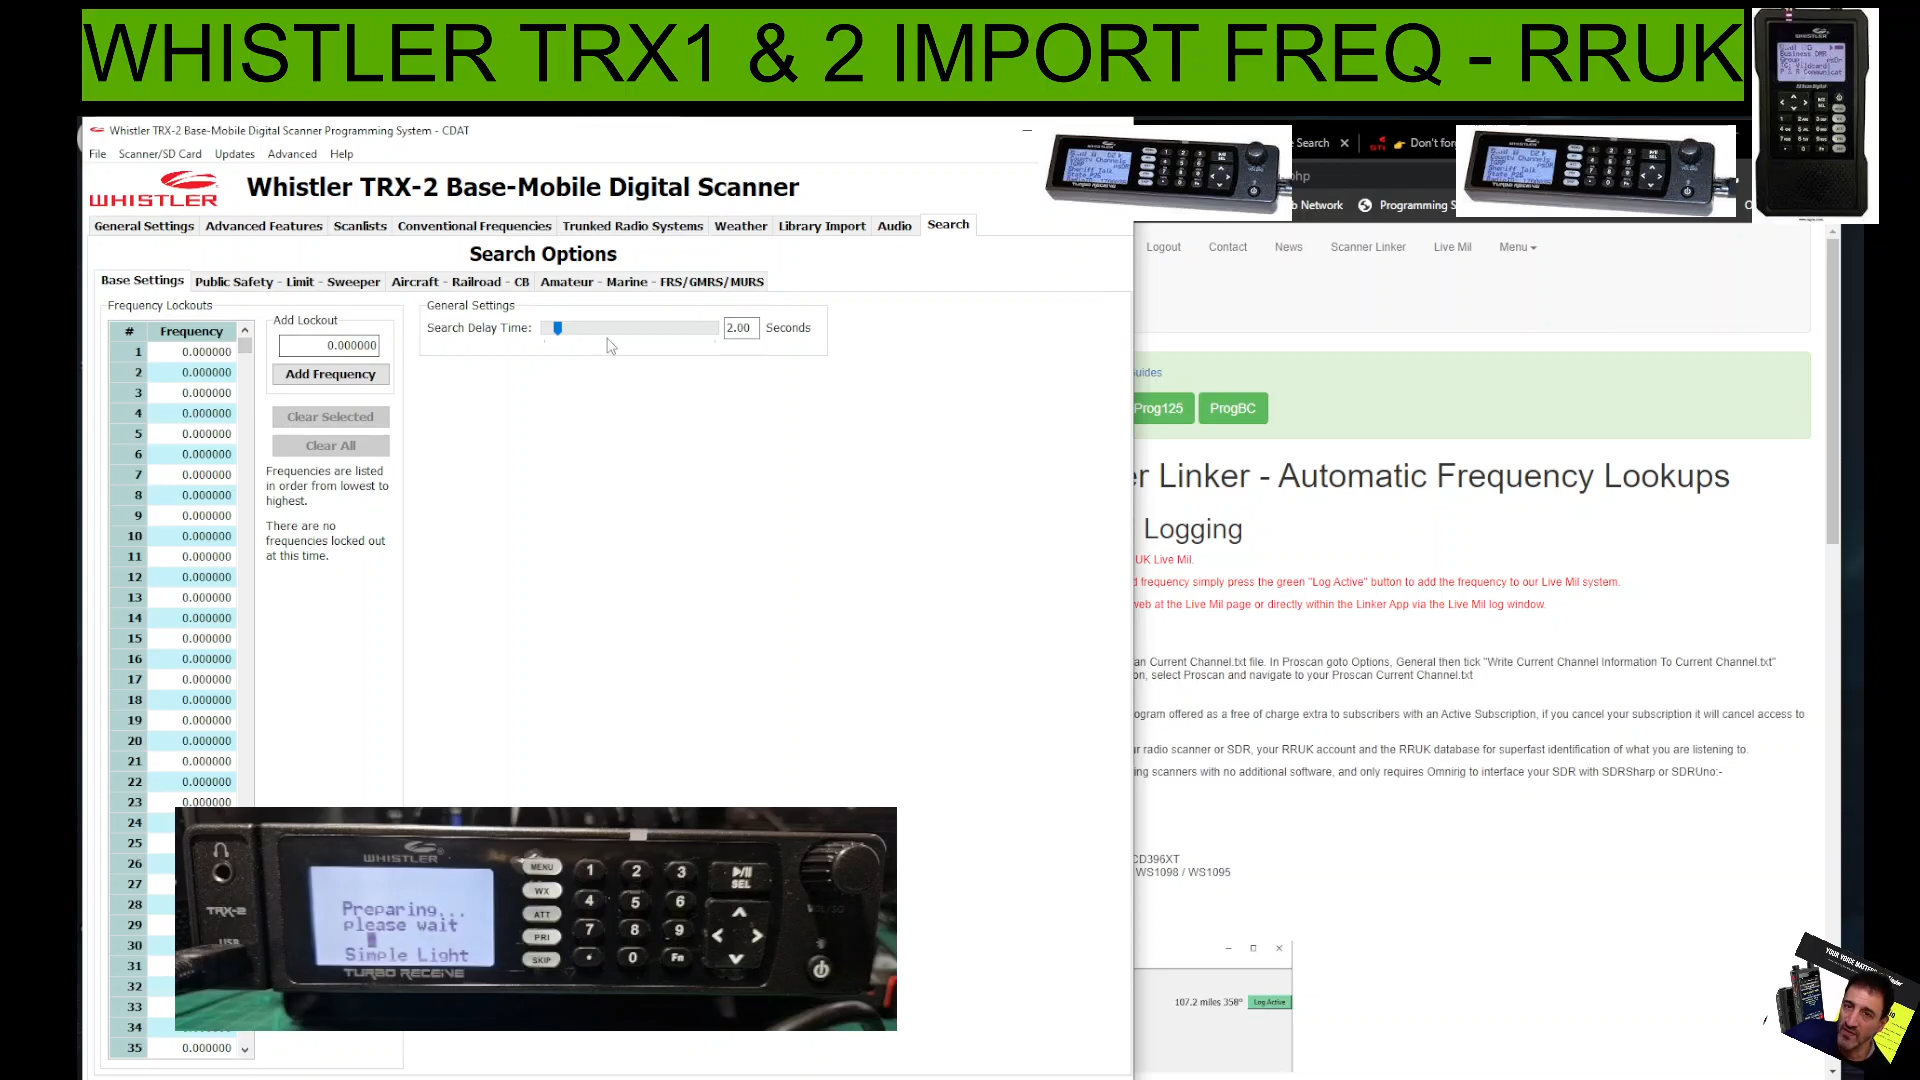 WHISTLER TRX1 & 2 IMPORT FREQ - RRUK
Whistler TRX-2 Base-Mobile Digital Scanner Programming System - CDAT
File Scanner/SD Card Updates Advanced Help
WHISTLER
Whistler TRX-2 Base-Mobile Digital Scanner
General Settings Advanced Features Scanlists Conventional Frequencies Trunked Radio Systems Weather Library Import Audio Search
Search Options
Base Settings Public Safety - Limit - Sweeper Aircraft - Railroad - CB Amateur - Marine - FRS/GMRS/MURS
Frequency Lockouts
# Frequency
1 0.000000
2 0.000000
3 0.000000
4 0.000000
5 0.000000
6 0.000000
7 0.000000
8 0.000000
9 0.000000
10 0.000000
11 0.000000
12 0.000000
13 0.000000
14 0.000000
15 0.000000
16 0.000000
17 0.000000
18 0.000000
19 0.000000
20 0.000000
21 0.000000
22 0.000000
23 0.000000
24
25
26
27
28
29
30
31
32
33
34
35 0.000000
Add Lockout
0.000000
Add Frequency
Clear Selected
Clear All
Frequencies are listed
in order from lowest to
highest.
There are no
frequencies locked out
at this time.
General Settings
Search Delay Time: 2.00 Seconds
WHISTLER
TRX-2
USB
Preparing...
please wait
Simple Light
TURBO RECEIVE
MENU
WX
ATT
PRI
SKIP
1 2 3
4 5 6
7 8 9
0 Fn
SEL
e Search
Don't for
php
b Network Programming S
Logout Contact News Scanner Linker Live Mil Menu
uides
Prog125 ProgBC
er Linker - Automatic Frequency Lookups
Logging
UK Live Mil.
d frequency simply press the green "Log Active" button to add the frequency to our Live Mil system.
web at the Live Mil page or directly within the Linker App via the Live Mil log window.
an Current Channel.txt file. In Proscan goto Options, General then tick "Write Current Channel Information To Current Channel.txt"
on, select Proscan and navigate to your Proscan Current Channel.txt
ogram offered as a free of charge extra to subscribers with an Active Subscription, if you cancel your subscription it will cancel access to
ur radio scanner or SDR, your RRUK account and the RRUK database for superfast identification of what you are listening to.
ing scanners with no additional software, and only requires Omnirig to interface your SDR with SDRSharp or SDRUno:-
CD396XT
WS1098 / WS1095
107.2 miles 358° Log Active
YOUR VOICE MATTERS